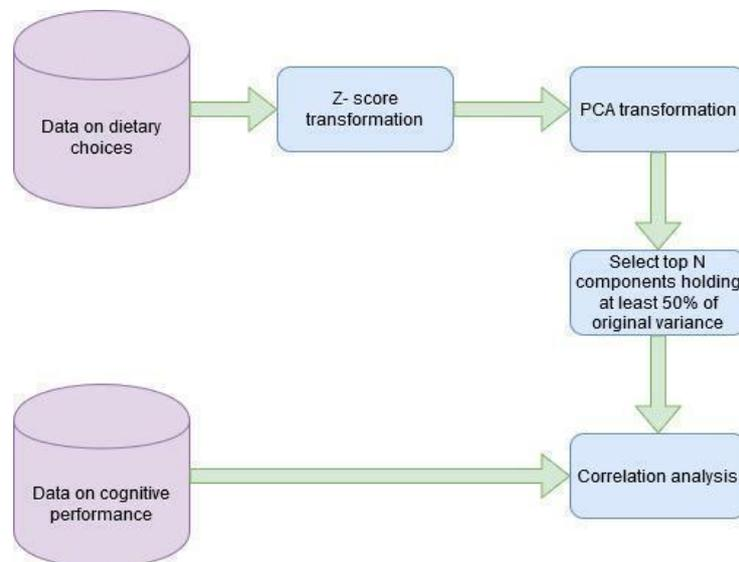 Data on dietary
choices
Z- score
transformation
PCA transformation
Select top N
components holding
at least 50% of
original variance
Data on cognitive
performance
Correlation analysis